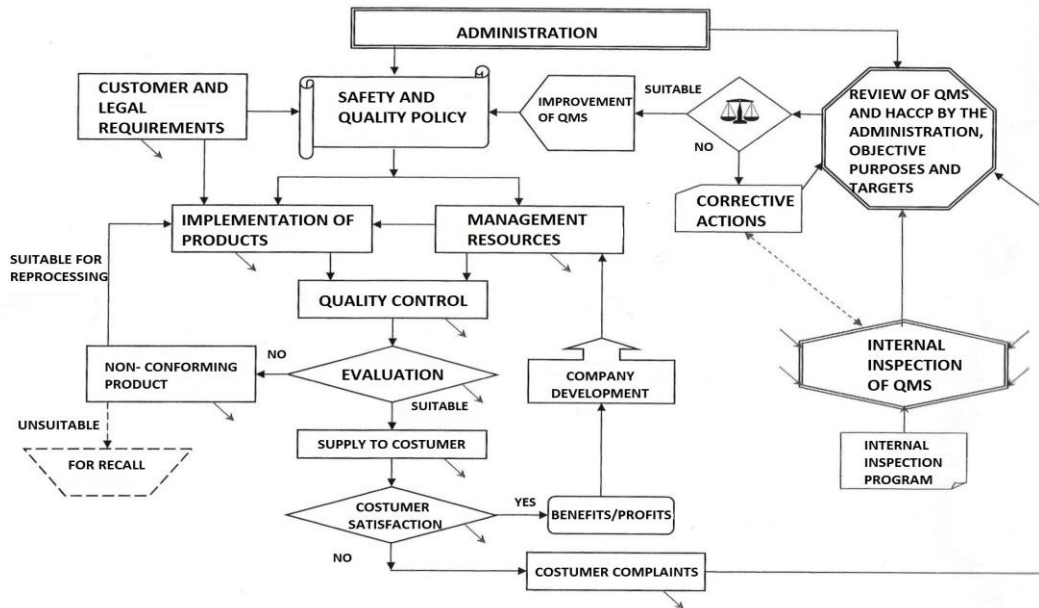 ADMINISTRATION
CUSTOMER AND
LEGAL
REQUIREMENTS
SAFETY AND
QUALITY POLICY
IMPROVEMENT
OF QMS
SUITABLE
NO
REVIEW OF QMS
AND HACCP BY THE
ADMINISTRATION,
OBJECTIVE
PURPOSES AND
TARGETS
CORRECTIVE
ACTIONS
IMPLEMENTATION OF
PRODUCTS
MANAGEMENT
RESOURCES
SUITABLE FOR
REPROCESSING
QUALITY CONTROL
NON- CONFORMING
PRODUCT
NO
EVALUATION
SUITABLE
COMPANY
DEVELOPMENT
INTERNAL
INSPECTION
OF QMS
UNSUITABLE
FOR RECALL
SUPPLY TO COSTUMER
INTERNAL
INSPECTION
PROGRAM
COSTUMER
SATISFACTION
YES
BENEFITS/PROFITS
NO
COSTUMER COMPLAINTS